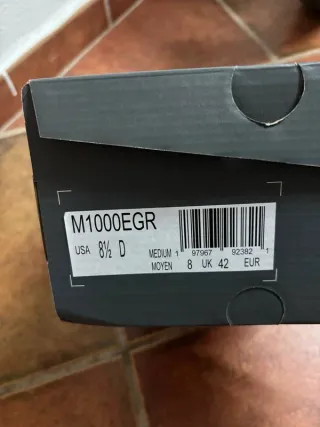 M1000EGR
USA 8½ D MEDIUM 1 97967 92382 1
MOYEN 8 UK 42 EUR